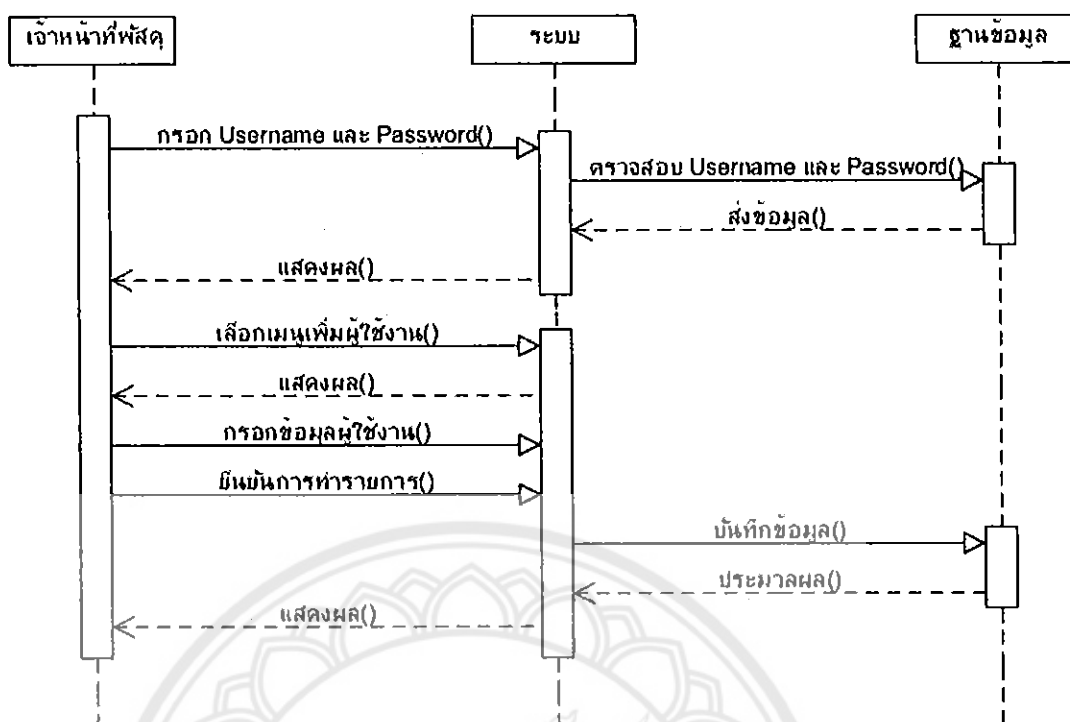 เจ้าหน้าที่พัสดุ
ระบบ
ฐานข้อมูล
กรอก Username และ Password()
ตรวจสอบ Username และ Password()
ส่งข้อมูล()
แสดงผล()
เลือกเมนูเพิ่มผู้ใช้งาน()
แสดงผล()
กรอกข้อมูลผู้ใช้งาน()
ยืนยันการทำรายการ()
บันทึกข้อมูล()
ประมวลผล()
แสดงผล()